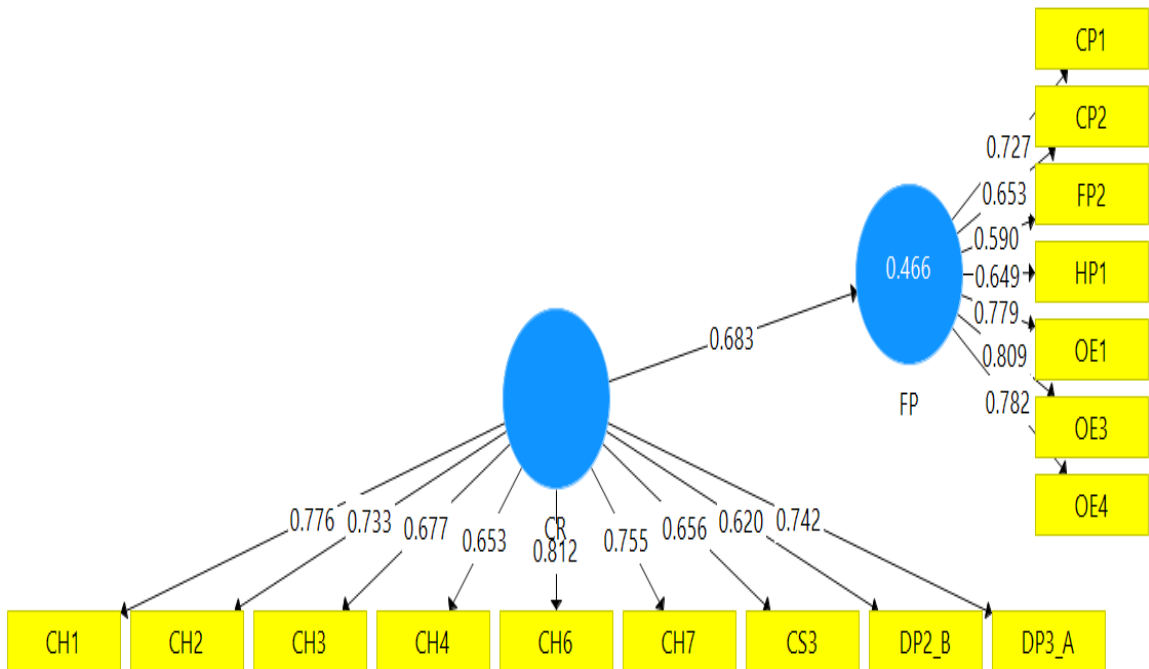 CP1
CP2
0.727
0.653
FP2
0.590
0.466
0.649
HP1
0.779
OE1
0.683
0.809
FP
0.782
OE3
OE4
0.776
0.733
0.677
0.653
CR
0.812
0.755
0.656
0.620
0.742
CH1
CH2
CH3
CH4
CH6
CH7
CS3
DP2_B
DP3_A